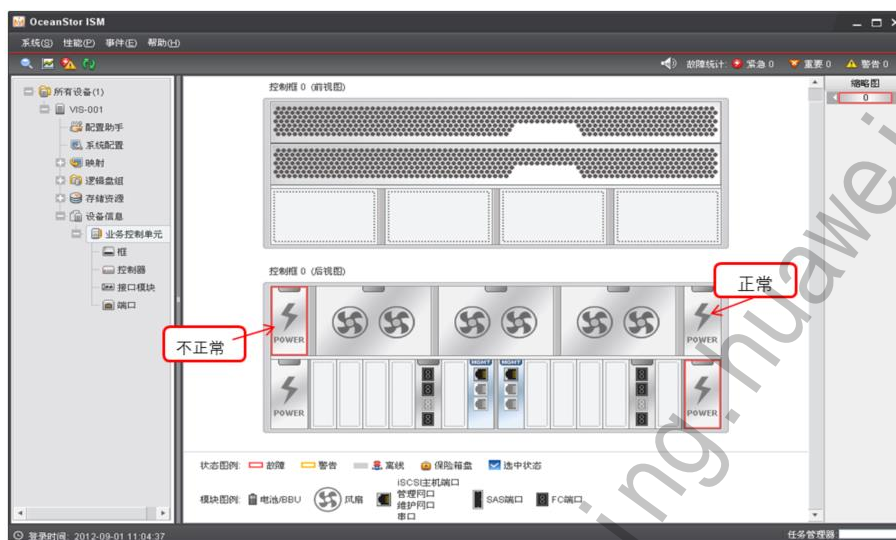 OceanStor ISM
系统(S) 性能(P) 事件(E) 帮助(H)
故障统计: 紧急 0 重要 0 警告 0
所有设备(1)
VIS-001
配置助手
系统配置
映射
逻辑盘组
存储资源
设备信息
业务控制单元
框
控制器
接口模块
端口
控制框 0 (前视图)
控制框 0 (后视图)
缩略图
0
正常
不正常
POWER
POWER
MGMT MGMT
POWER
POWER
状态图例: 故障 警告 离线 保险箱盘 选中状态
模块图例: 电池/BBU 风扇 iSCSI主机端口 管理网口 维护网口 串口 SAS端口 FC端口
登录时间: 2012-09-01 11:04:37
任务管理器
ing.huawei